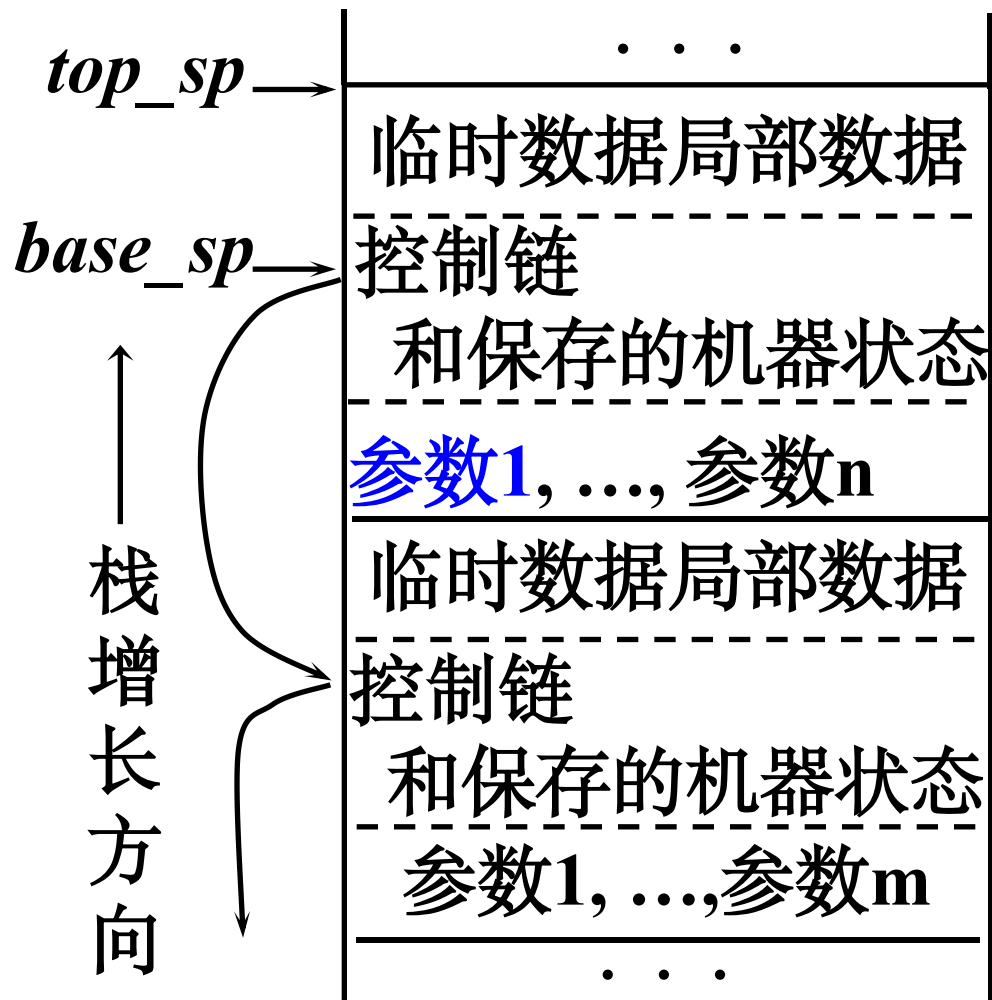 . . .
top_sp
临时数据局部数据
base_sp
控制链
和保存的机器状态
参数1, …, 参数n
临时数据局部数据
控制链
和保存的机器状态
参数1, …,参数m
栈增长方向
. . .